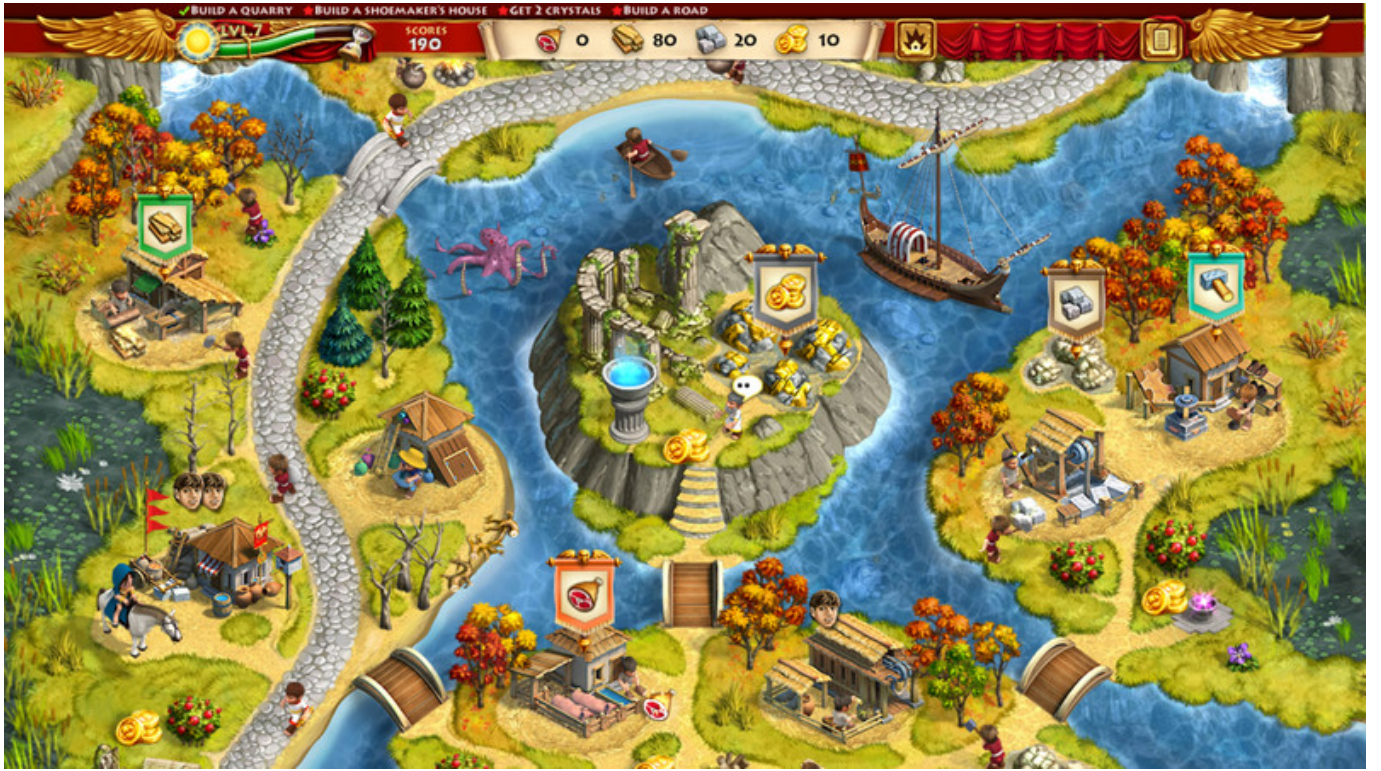 BUILD A QUARRY BUILD A SHOEMAKER'S HOUSE GET 2 CRYSTALS BUILD A ROAD
LVL.7
SCORES
190
0 80 20 10